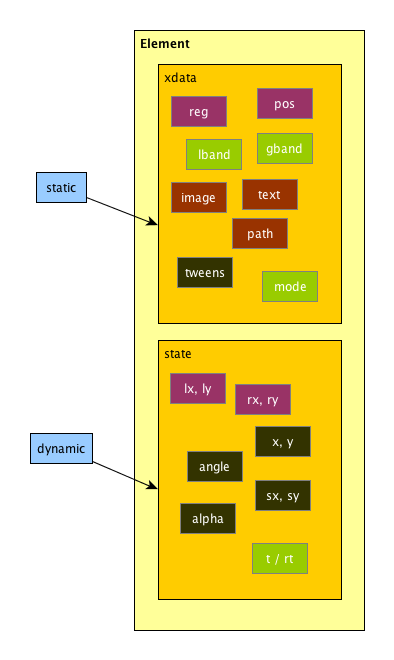 Element
xdata
reg
pos
lband
gband
static
image
text
path
tweens
mode
state
lx, ly
rx, ry
dynamic
x, y
angle
sx, sy
alpha
t / rt